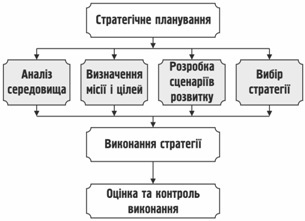 Стратегічне планування
Аналіз
середовища
Визначення
місії і цілей
Розробка
сценаріїв
розвитку
Вибір
стратегії
Виконання стратегії
Оцінка та контроль
виконання